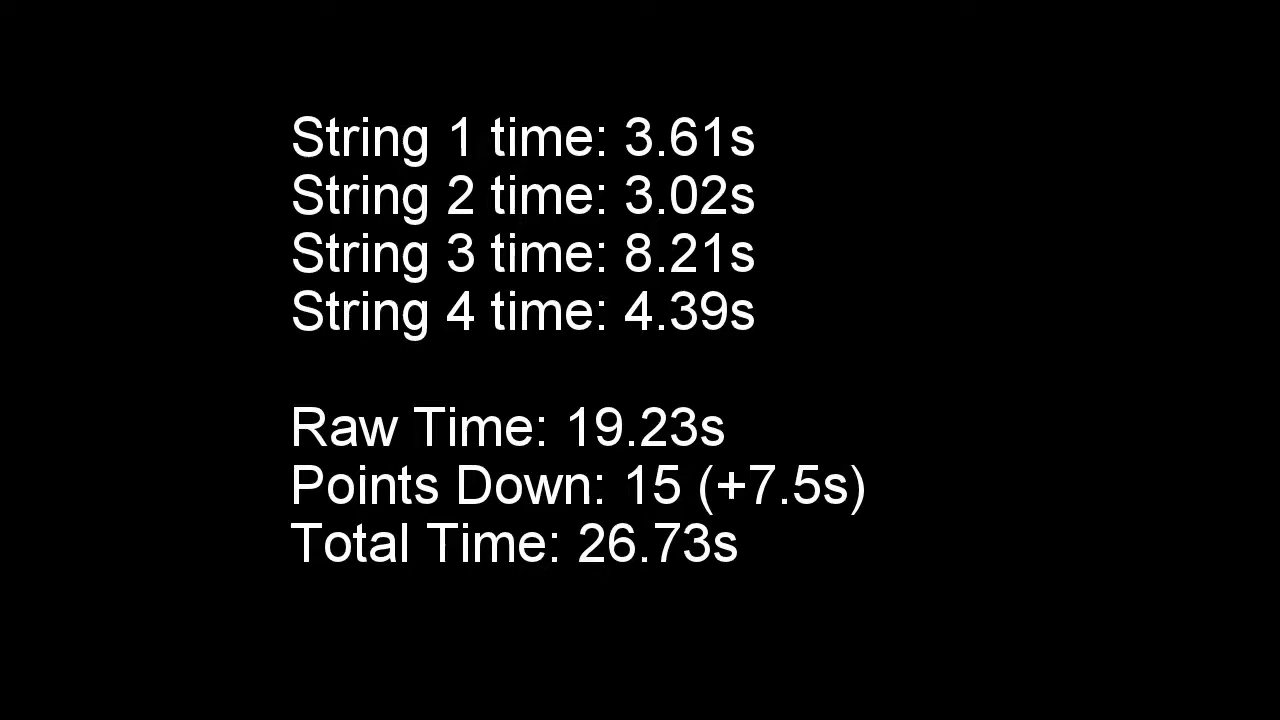 String 1 time: 3.61s
String 2 time: 3.02s
String 3 time: 8.21s
String 4 time: 4.39s
Raw Time: 19.23s
Points Down: 15 (+7.5s)
Total Time: 26.73s